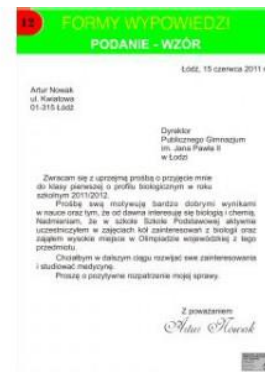 12
FORMY WYPOWIEDZI
PODANIE - WZÓR
Łódź, 15 czerwca 2011 r
Artur Nowak
ul. Kwiatowa
01-315 Łódź
Dyrektor
Publicznego Gimnazjum
im. Jana Pawła II
w Łodzi
Zwracam się z uprzejmą prośbą o przyjęcie mnie
do klasy pierwszej o profilu biologicznym w roku
szkolnym 2011/2012.
Prośbę swą motywuję bardzo dobrymi wynikami
w nauce oraz tym, że od dawna interesuję się biologią i chemią.
Nadmieniam, że w szkole Szkole Podstawowej aktywnie
uczestniczyłem w zajęciach kół zainteresowań z biologii oraz
zająłem wysokie miejsce w Olimpiadzie wojewódzkiej z tego
przedmiotu.
Chciałbym w dalszym ciągu rozwijać swe zainteresowania
i studiować medycynę.
Proszę o pozytywne rozpatrzenie mojej sprawy.
Z poważaniem
Artur Nowak